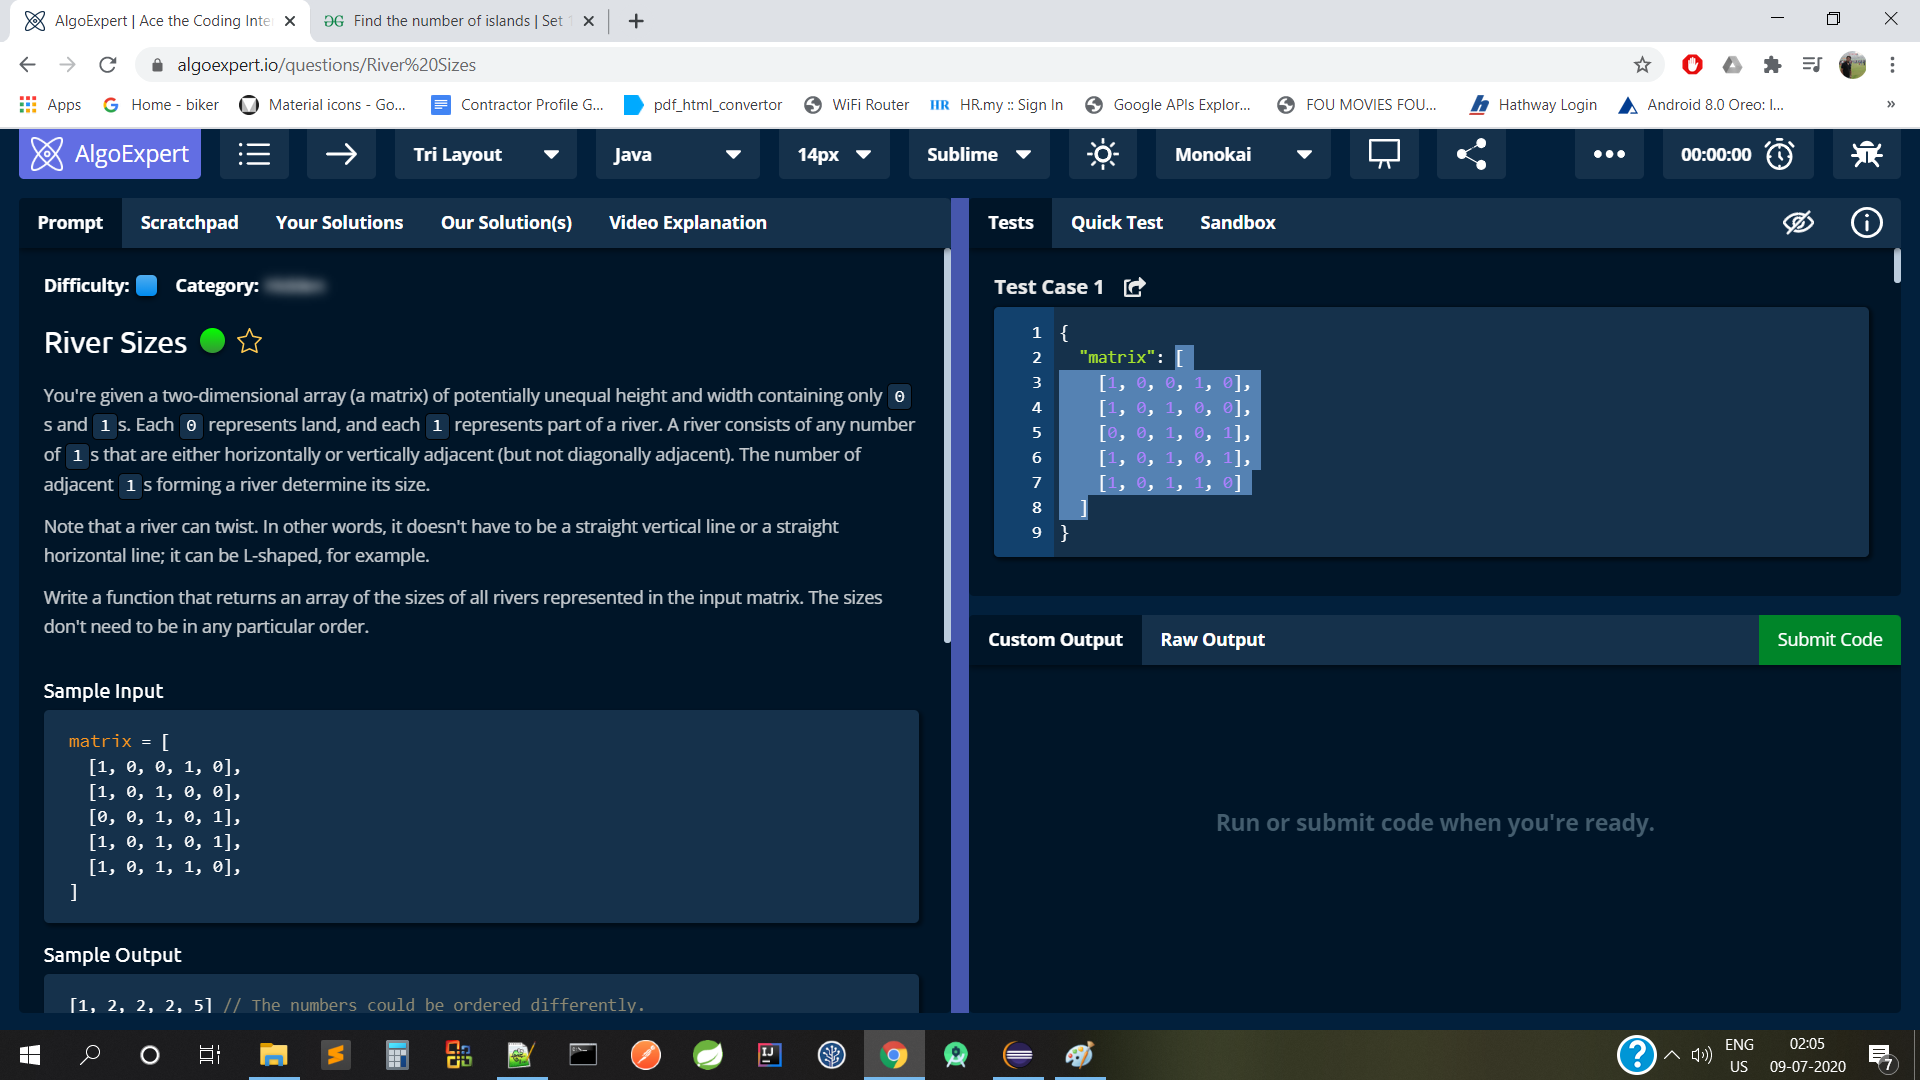 AlgoExpert | Ace the Coding Inte
Find the number of islands | Set 1
algoexpert.io/questions/River%20Sizes
Apps
Home - biker
Material icons - Go...
Contractor Profile G...
pdf_html_convertor
WiFi Router
HR HR.my :: Sign In
Google APIs Explor...
FOU MOVIES FOU...
Hathway Login
Android 8.0 Oreo: I...
»
AlgoExpert
Tri Layout
Java
14px
Sublime
Monokai
00:00:00
Prompt
Scratchpad
Your Solutions
Our Solution(s)
Video Explanation
Difficulty:
Category:
River Sizes
You're given a two-dimensional array (a matrix) of potentially unequal height and width containing only 0
s and 1 s. Each 0 represents land, and each 1 represents part of a river. A river consists of any number
of 1 s that are either horizontally or vertically adjacent (but not diagonally adjacent). The number of
adjacent 1 s forming a river determine its size.
Note that a river can twist. In other words, it doesn't have to be a straight vertical line or a straight
horizontal line; it can be L-shaped, for example.
Write a function that returns an array of the sizes of all rivers represented in the input matrix. The sizes
don't need to be in any particular order.
Sample Input
matrix = [
[1, 0, 0, 1, 0],
[1, 0, 1, 0, 0],
[0, 0, 1, 0, 1],
[1, 0, 1, 0, 1],
[1, 0, 1, 1, 0],
]
Sample Output
[1, 2, 2, 2, 5] // The numbers could be ordered differently.
Tests
Quick Test
Sandbox
Test Case 1
1 {
2 "matrix": [
3 [1, 0, 0, 1, 0],
4 [1, 0, 1, 0, 0],
5 [0, 0, 1, 0, 1],
6 [1, 0, 1, 0, 1],
7 [1, 0, 1, 1, 0]
8 ]
9 }
Custom Output
Raw Output
Submit Code
Run or submit code when you're ready.
ENG
US
02:05
09-07-2020
7